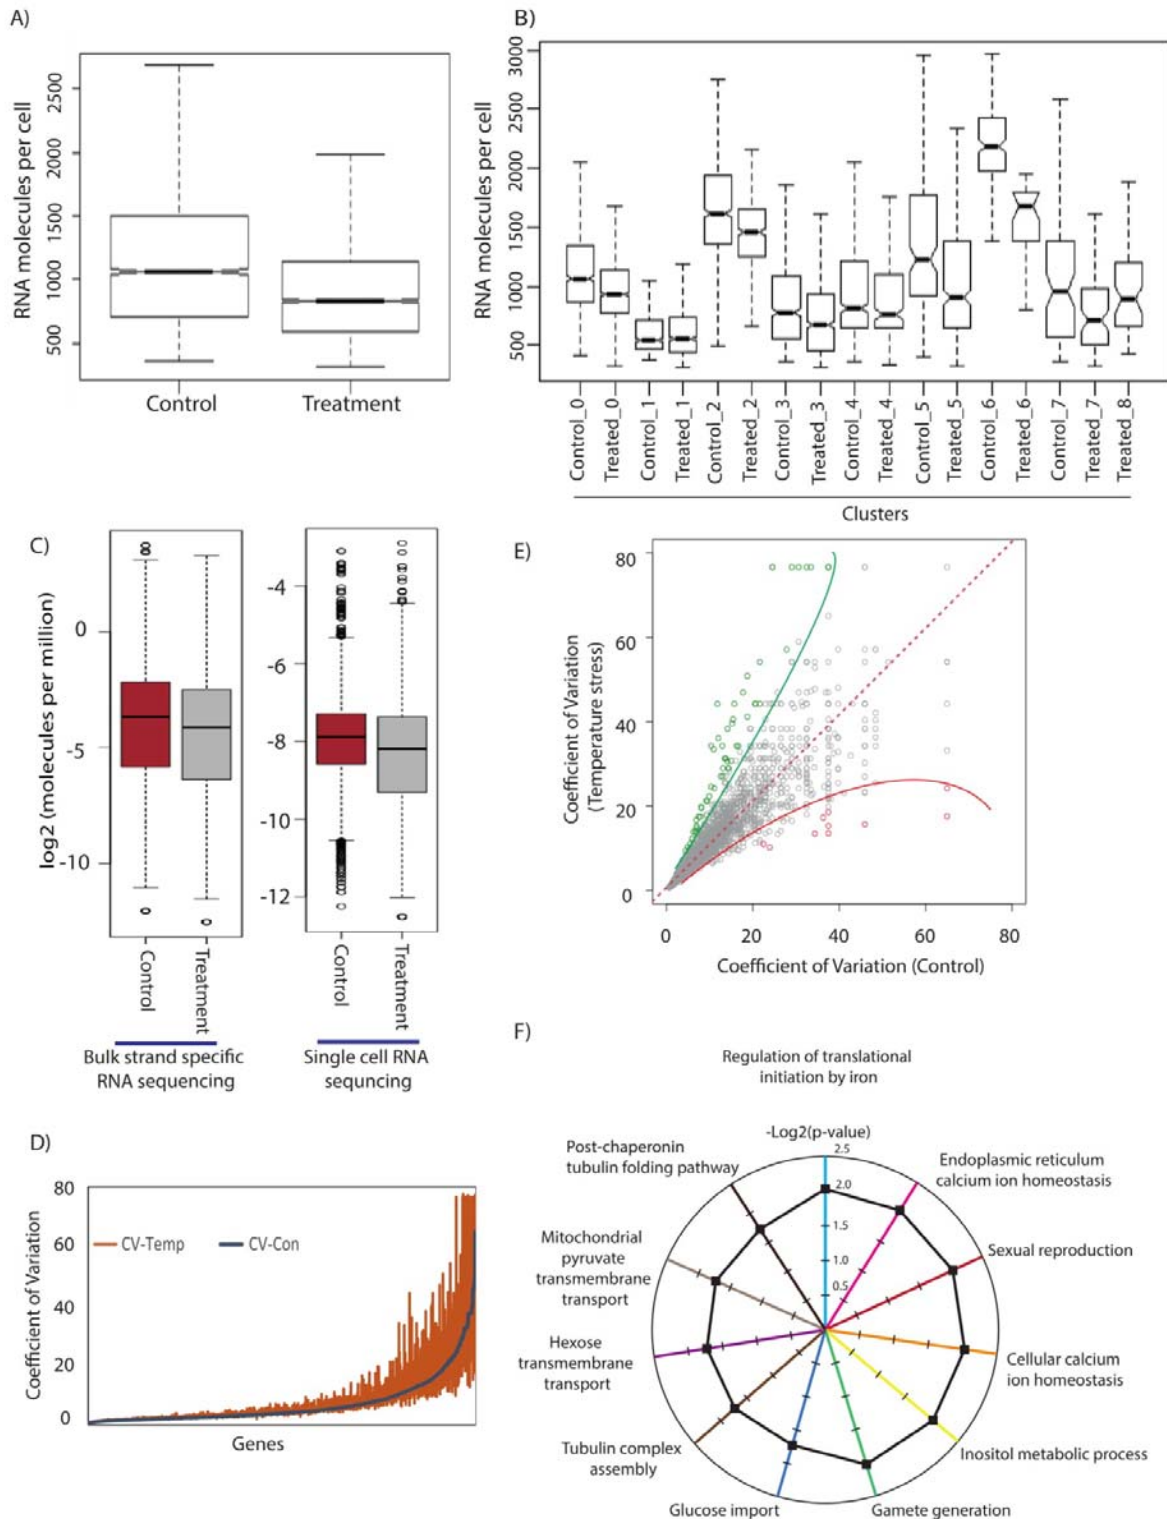 A)
RNA molecules per cell
2500
2000
1500
1000
500
Control
Treatment
B)
RNA molecules per cell
3000
2500
2000
1500
1000
500
Control_0
Treated_0
Control_1
Treated_1
Control_2
Treated_2
Control_3
Treated_3
Control_4
Treated_4
Control_5
Treated_5
Control_6
Treated_6
Control_7
Treated_7
Treated_8
Clusters
C)
log2 (molecules per million)
0
-5
-10
Control
Treatment
Bulk strand specific
RNA sequencing
-4
-6
-8
-10
-12
Control
Treatment
Single cell RNA
sequncing
D)
Coefficient of Variation
80
60
40
20
0
CV-Temp
CV-Con
Genes
E)
Coefficient of Variation
(Temperature stress)
80
60
40
20
0
0
20
40
60
80
Coefficient of Variation (Control)
F)
Regulation of translational
initiation by iron
-Log2(p-value)
2.5
2.0
1.5
1.0
0.5
Endoplasmic reticulum
calcium ion homeostasis
Sexual reproduction
Cellular calcium
ion homeostasis
Inositol metabolic process
Gamete generation
Glucose import
Tubulin complex
assembly
Hexose
transmembrane
transport
Mitochondrial
pyruvate
transmembrane
transport
Post-chaperonin
tubulin folding pathway